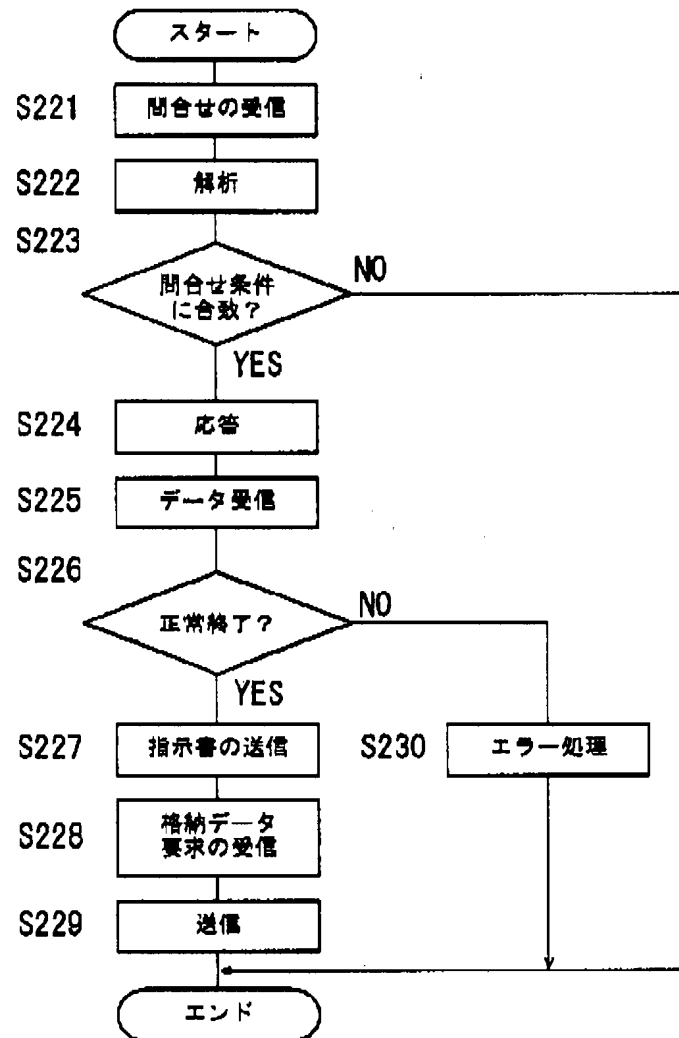 スタート
S221
問合せの受信
S222
解析
S223
問合せ条件
に合致?
NO
YES
S224
応答
S225
データ受信
S226
正常終了?
NO
YES
S227
指示書の送信
S230
エラー処理
S228
格納データ
要求の受信
S229
送信
エンド